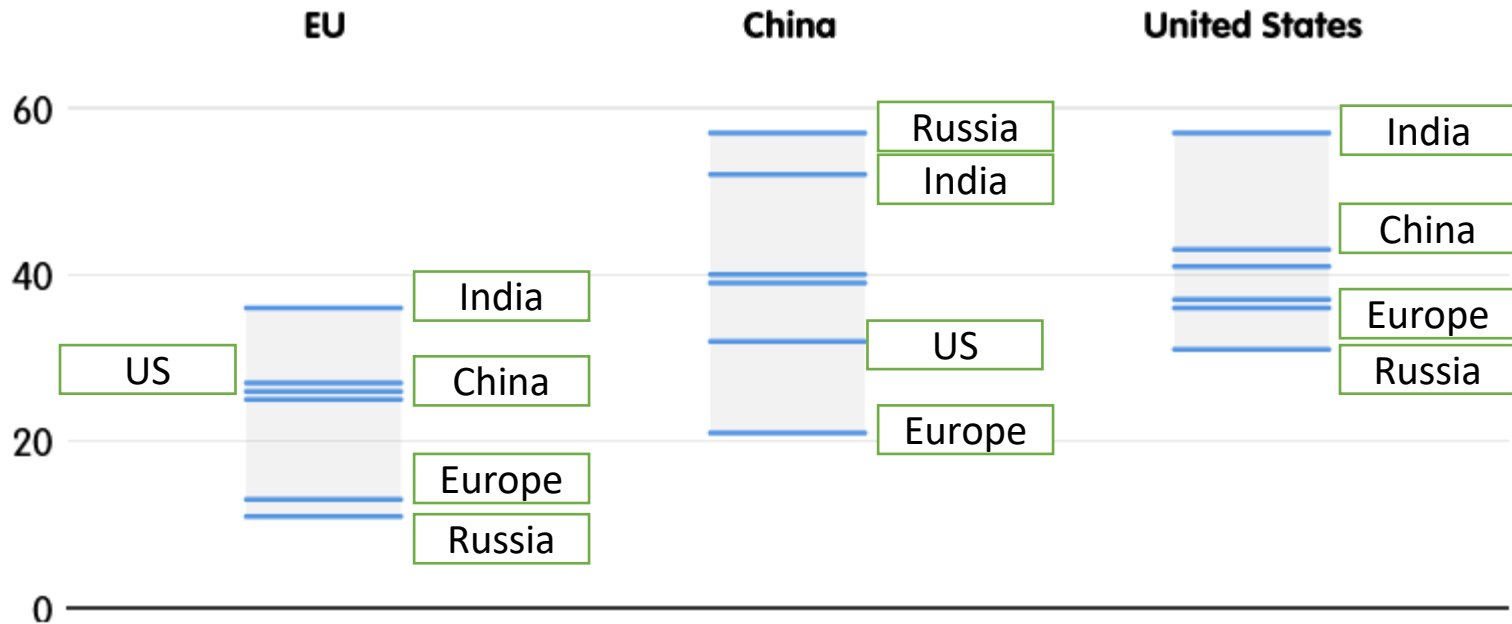 EU
China
United States
60
40
20
0
India
US
China
Europe
Russia
Russia
India
US
Europe
India
China
Europe
Russia